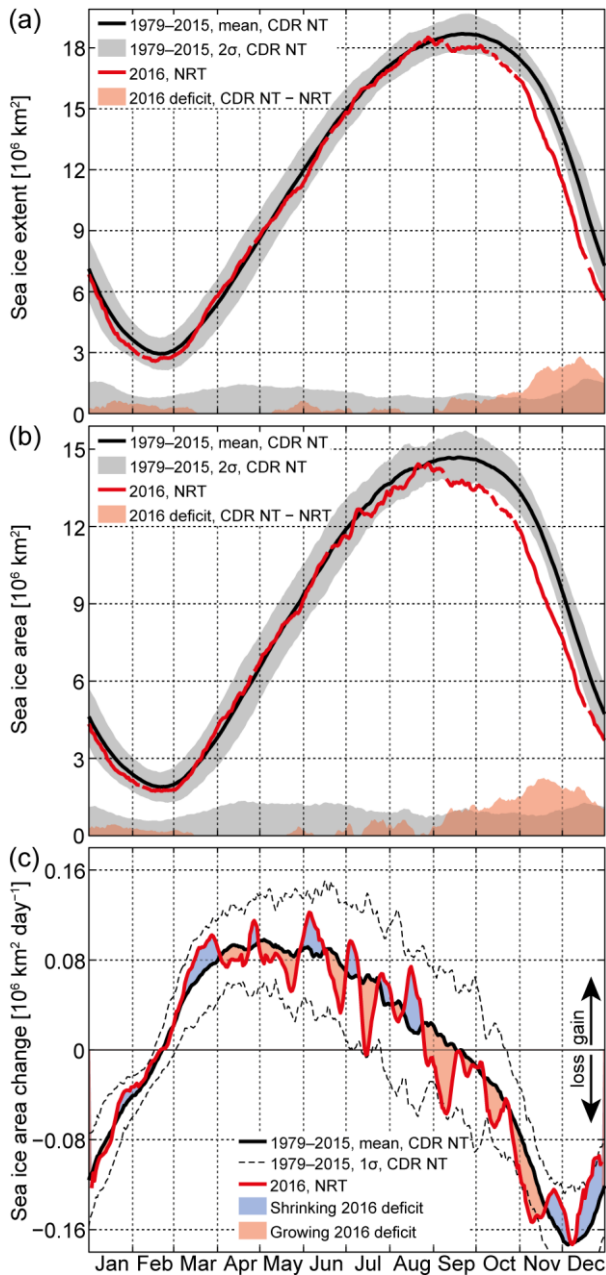 (a)
18
15
12
9
6
3
0
Sea ice extent [10⁶ km²]
1979–2015, mean, CDR NT
1979–2015, 2σ, CDR NT
2016, NRT
2016 deficit, CDR NT − NRT
(b)
15
12
9
6
3
0
Sea ice area [10⁶ km²]
1979–2015, mean, CDR NT
1979–2015, 2σ, CDR NT
2016, NRT
2016 deficit, CDR NT − NRT
(c)
0.16
0.08
0
−0.08
−0.16
Sea ice area change [10⁶ km² day⁻¹]
loss gain
1979–2015, mean, CDR NT
1979–2015, 1σ, CDR NT
2016, NRT
Shrinking 2016 deficit
Growing 2016 deficit
Jan Feb Mar Apr May Jun Jul Aug Sep Oct Nov Dec